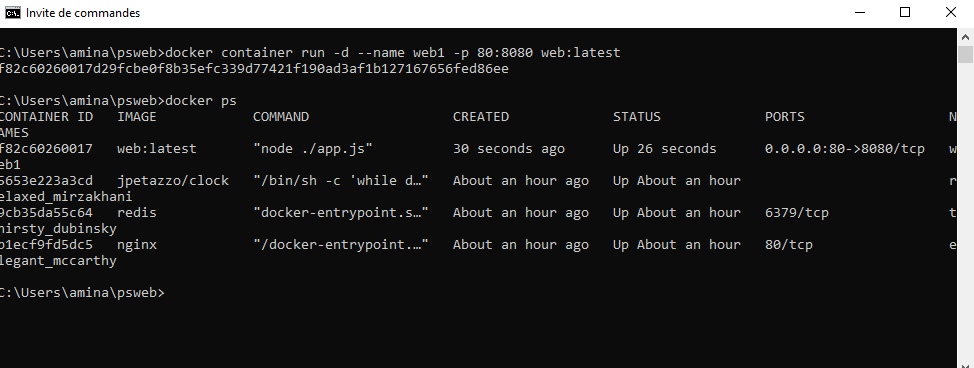 Invite de commandes
C:\Users\amina\psweb>docker container run -d --name web1 -p 80:8080 web:latest
f82c60260017d29fcbe0f8b35efc339d77421f190ad3af1b127167656fed86ee
C:\Users\amina\psweb>docker ps
CONTAINER ID   IMAGE            COMMAND                  CREATED             STATUS             PORTS                  N
AMES
f82c60260017   web:latest       "node ./app.js"          30 seconds ago      Up 26 seconds      0.0.0.0:80->8080/tcp   w
eb1
5653e223a3cd   jpetazzo/clock   "/bin/sh -c 'while d…"   About an hour ago   Up About an hour                          r
elaxed_mirzakhani
9cb35da55c64   redis            "docker-entrypoint.s…"   About an hour ago   Up About an hour   6379/tcp               t
hirsty_dubinsky
b1ecf9fd5dc5   nginx            "/docker-entrypoint.…"   About an hour ago   Up About an hour   80/tcp                 e
legant_mccarthy
C:\Users\amina\psweb>